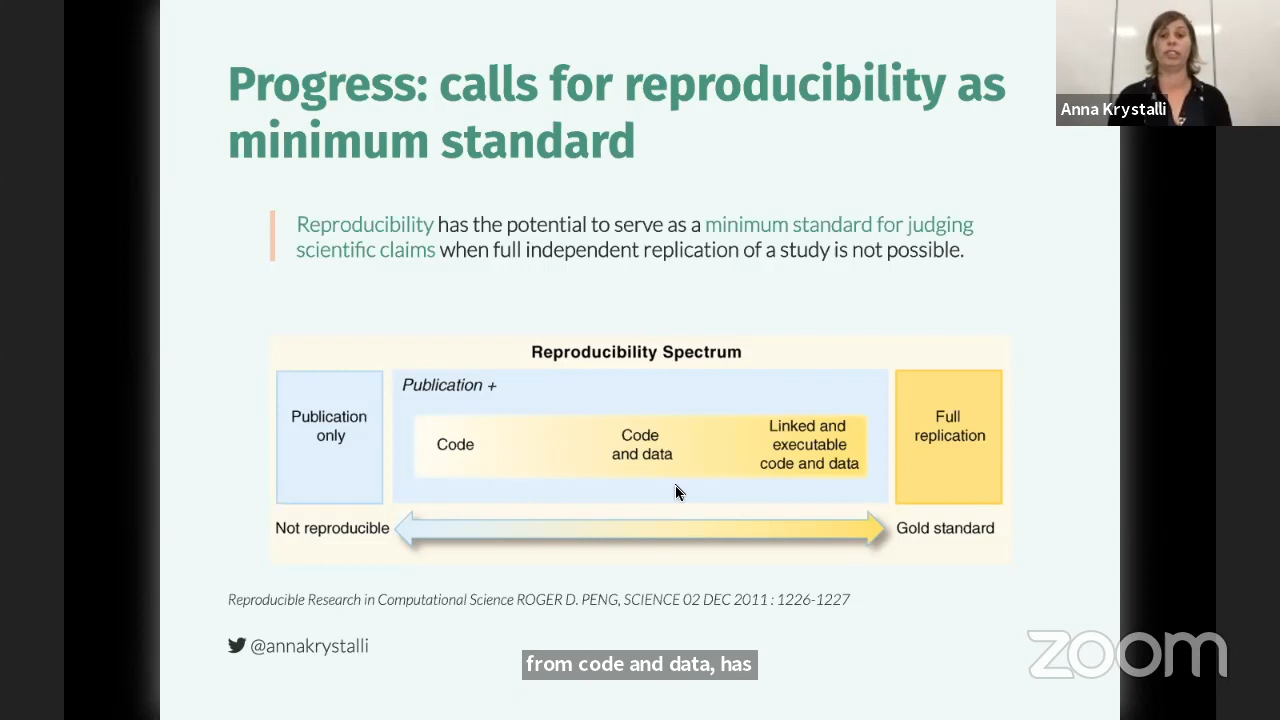 Progress: calls for reproducibility as
minimum standard
Anna Krystalli
Reproducibility has the potential to serve as a minimum standard for judging
scientific claims when full independent replication of a study is not possible.
Reproducibility Spectrum
Publication
only
Publication +
Code
Code
and data
Linked and
executable
code and data
Full
replication
Not reproducible
Gold standard
Reproducible Research in Computational Science ROGER D. PENG, SCIENCE 02 DEC 2011 : 1226-1227
@annakrystalli
from code and data, has
zoom